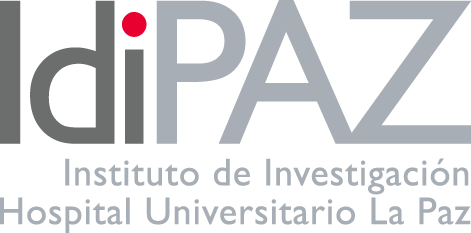 IdiPAZ
Instituto de Investigación
Hospital Universitario La Paz